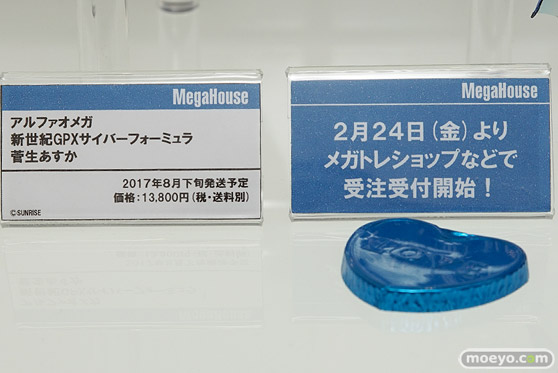 MegaHouse
アルファオメガ
新世紀GPXサイバーフォーミュラ
菅生あすか
2017年8月下旬発送予定
価格：13,800円（税・送料別）
©SUNRISE
MegaHouse
2月24日（金）より
メガトレショップなどで
受注受付開始！
moeyo.com